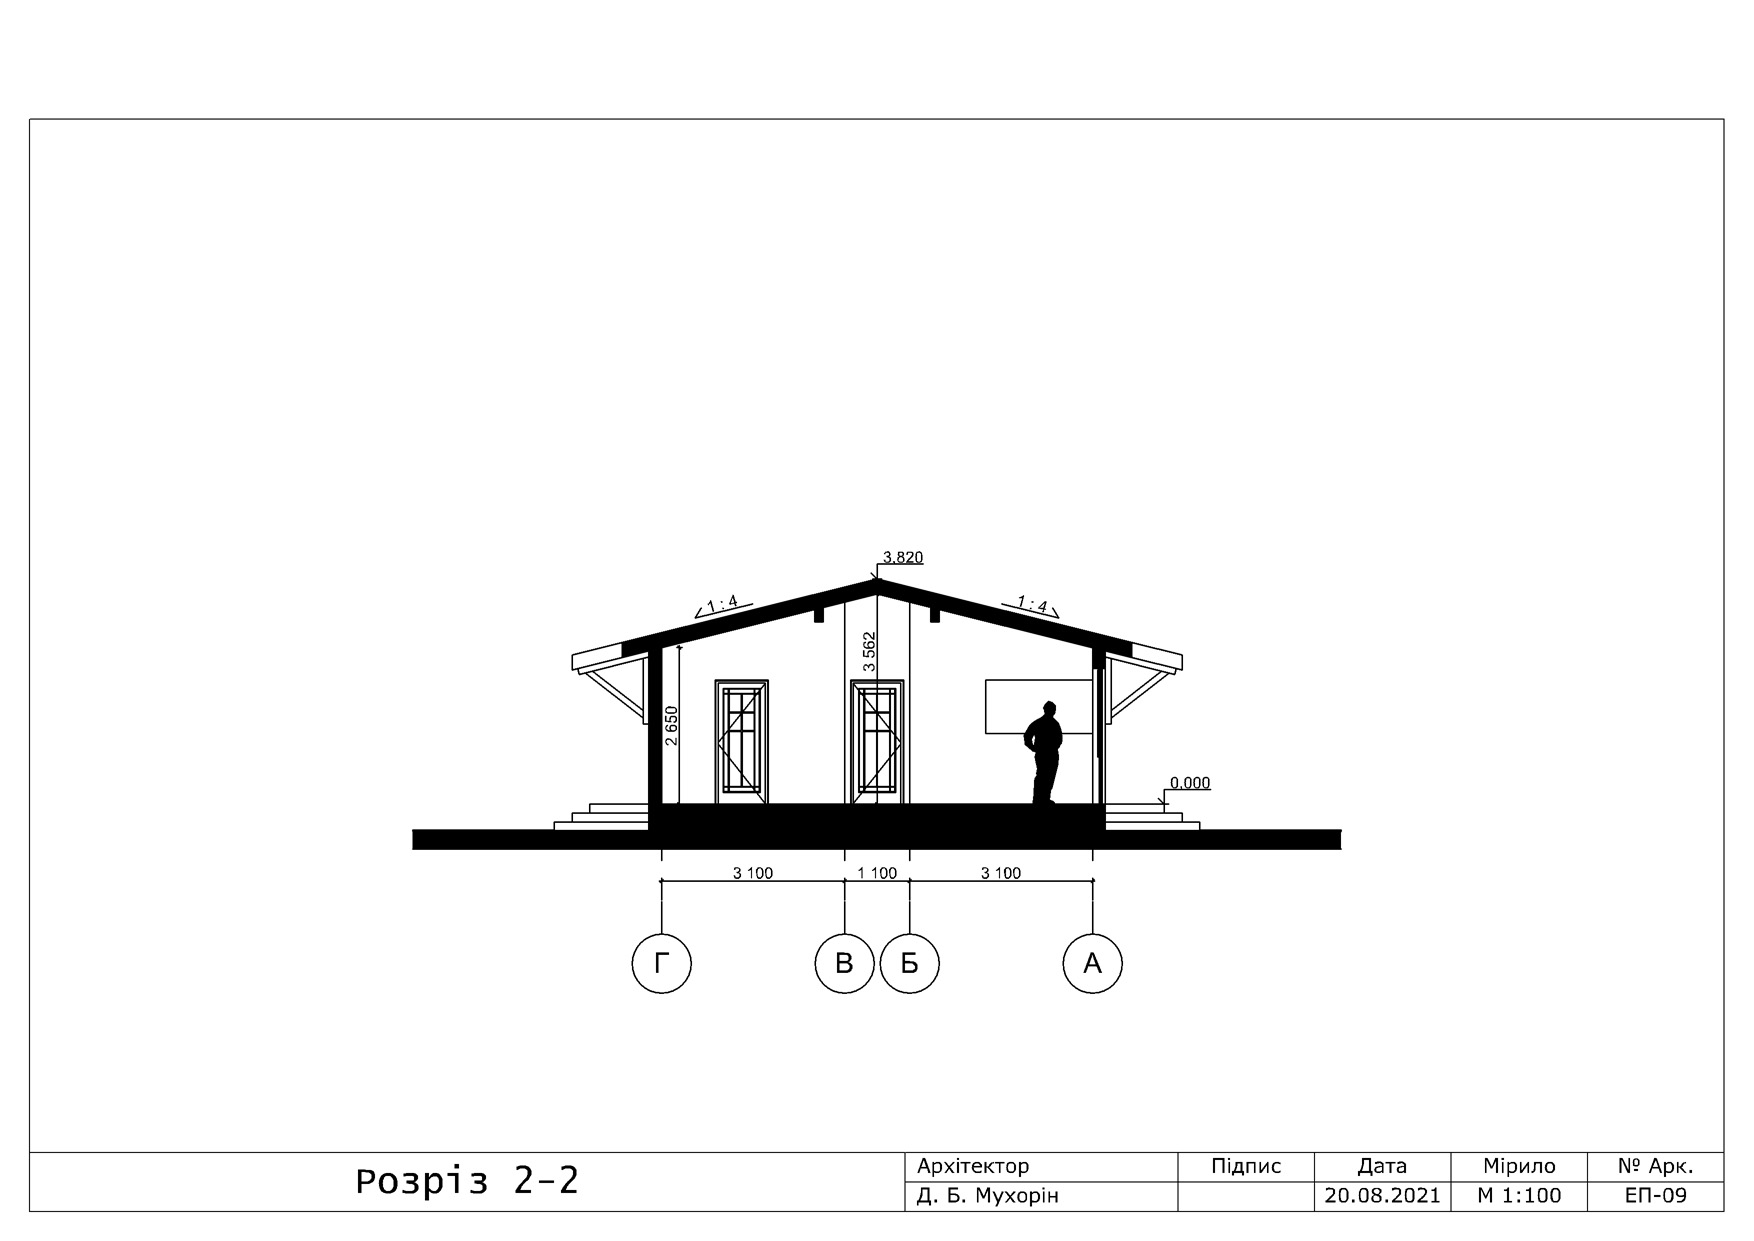 3,820
1:4
1:4
3 562
2 650
0,000
3 100
1 100
3 100
Г
В
Б
А
Розріз 2-2
Архітектор
Підпис
Дата
Мірило
№ Арк.
Д. Б. Мухорін
20.08.2021
М 1:100
ЕП-09